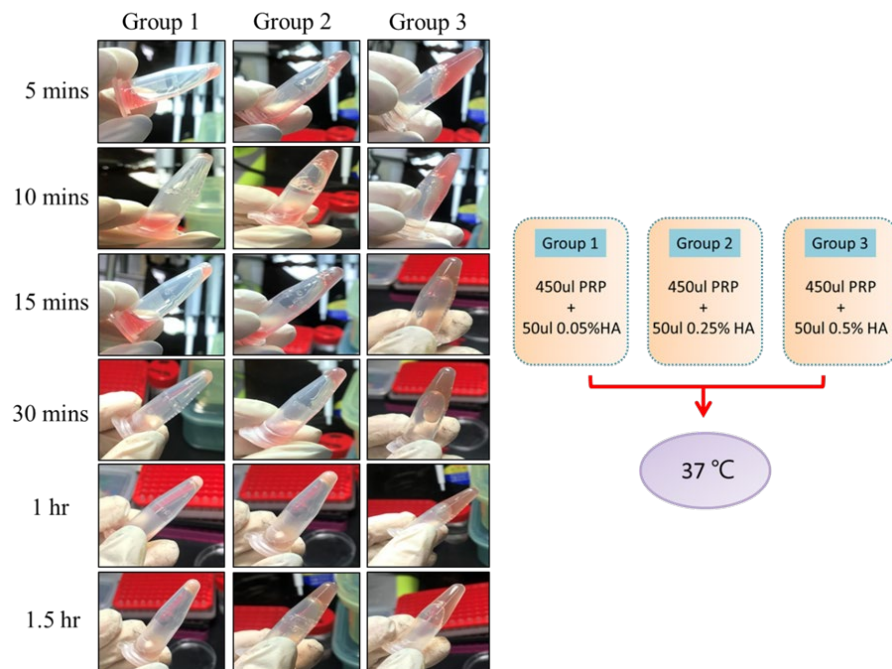 Group 1 Group 2 Group 3
5 mins
10 mins
15 mins
30 mins
1 hr
1.5 hr
Group 1
450ul PRP
+
50ul 0.05%HA
Group 2
450ul PRP
+
50ul 0.25% HA
Group 3
450ul PRP
+
50ul 0.5% HA
37 ℃